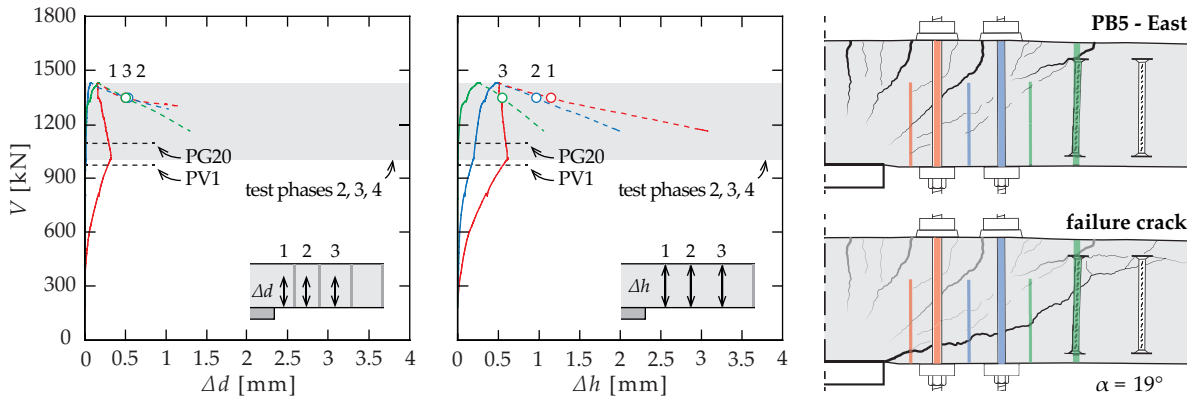 1800
1500
1200
900
600
300
0
V [kN]
0 0.5 1 1.5 2 2.5 3 3.5 4
Δd [mm]
1 3 2
PG20
PV1
test phases 2, 3, 4
1 2 3
Δd
0 0.5 1 1.5 2 2.5 3 3.5 4
Δh [mm]
3 2 1
PG20
PV1
test phases 2, 3, 4
1 2 3
Δh
PB5 - East
failure crack
α = 19°